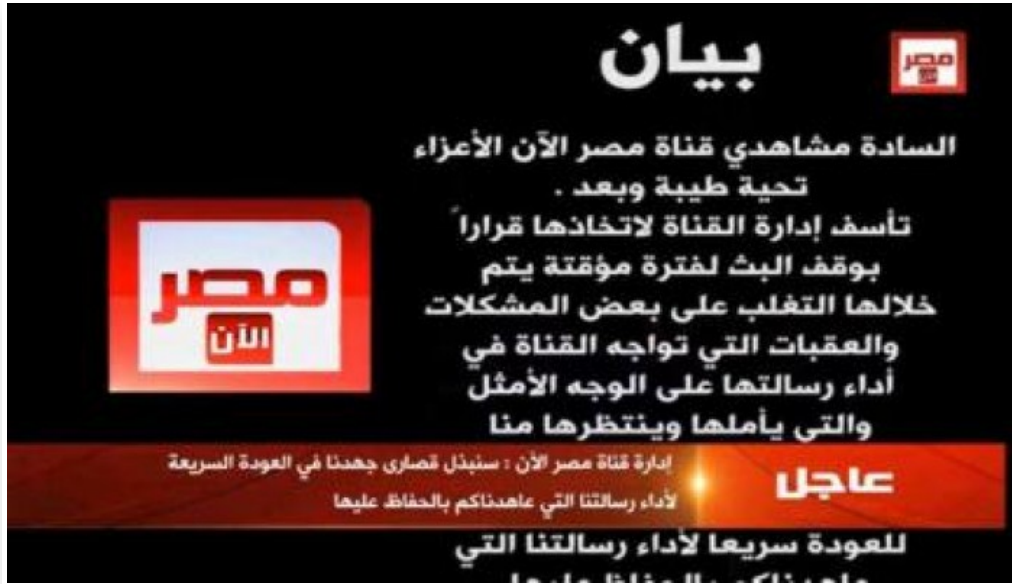 بيان
مصر
الآن
السادة مشاهدي قناة مصر الآن الأعزاء
تحية طيبة وبعد .
تأسف إدارة القناة لاتخاذها قراراً
بوقف البث لفترة مؤقتة يتم
خلالها التغلب على بعض المشكلات
والعقبات التي تواجه القناة في
أداء رسالتها على الوجه الأمثل
والتي يأملها وينتظرها منا
مصر
الآن
عاجل
إدارة قناة مصر الآن : سنبذل قصارى جهدنا في العودة السريعة
لأداء رسالتنا التي عاهدناكم بالحفاظ عليها
للعودة سريعا لأداء رسالتنا التي
عاهدناكم بالحفاظ عليها